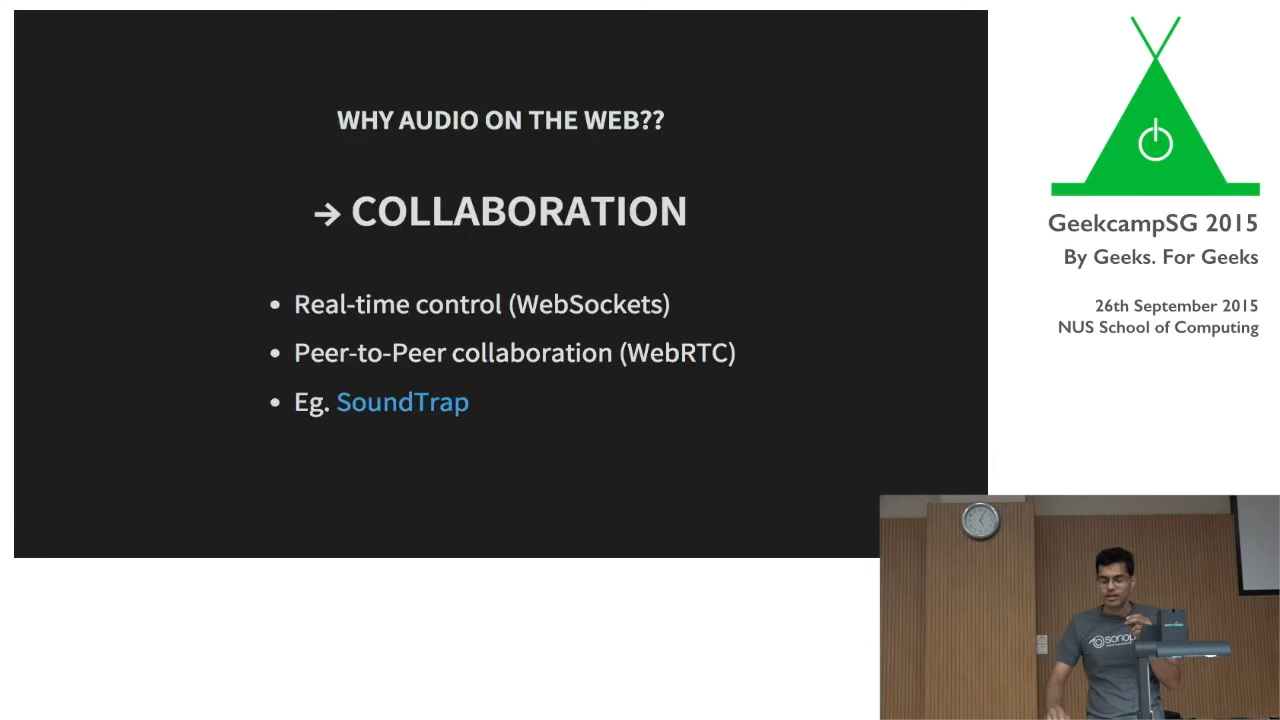 WHY AUDIO ON THE WEB??
→ COLLABORATION
• Real-time control (WebSockets)
• Peer-to-Peer collaboration (WebRTC)
• Eg. SoundTrap
GeekcampSG 2015
By Geeks. For Geeks
26th September 2015
NUS School of Computing
sonop